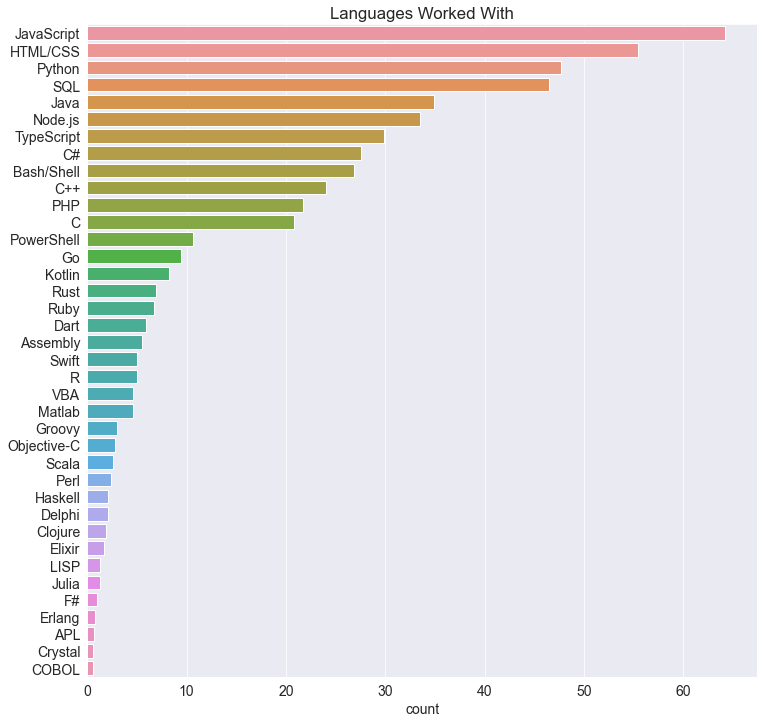 Languages Worked With
JavaScript
HTML/CSS
Python
SQL
Java
Node.js
TypeScript
C#
Bash/Shell
C++
PHP
C
PowerShell
Go
Kotlin
Rust
Ruby
Dart
Assembly
Swift
R
VBA
Matlab
Groovy
Objective-C
Scala
Perl
Haskell
Delphi
Clojure
Elixir
LISP
Julia
F#
Erlang
APL
Crystal
COBOL
0 10 20 30 40 50 60
count